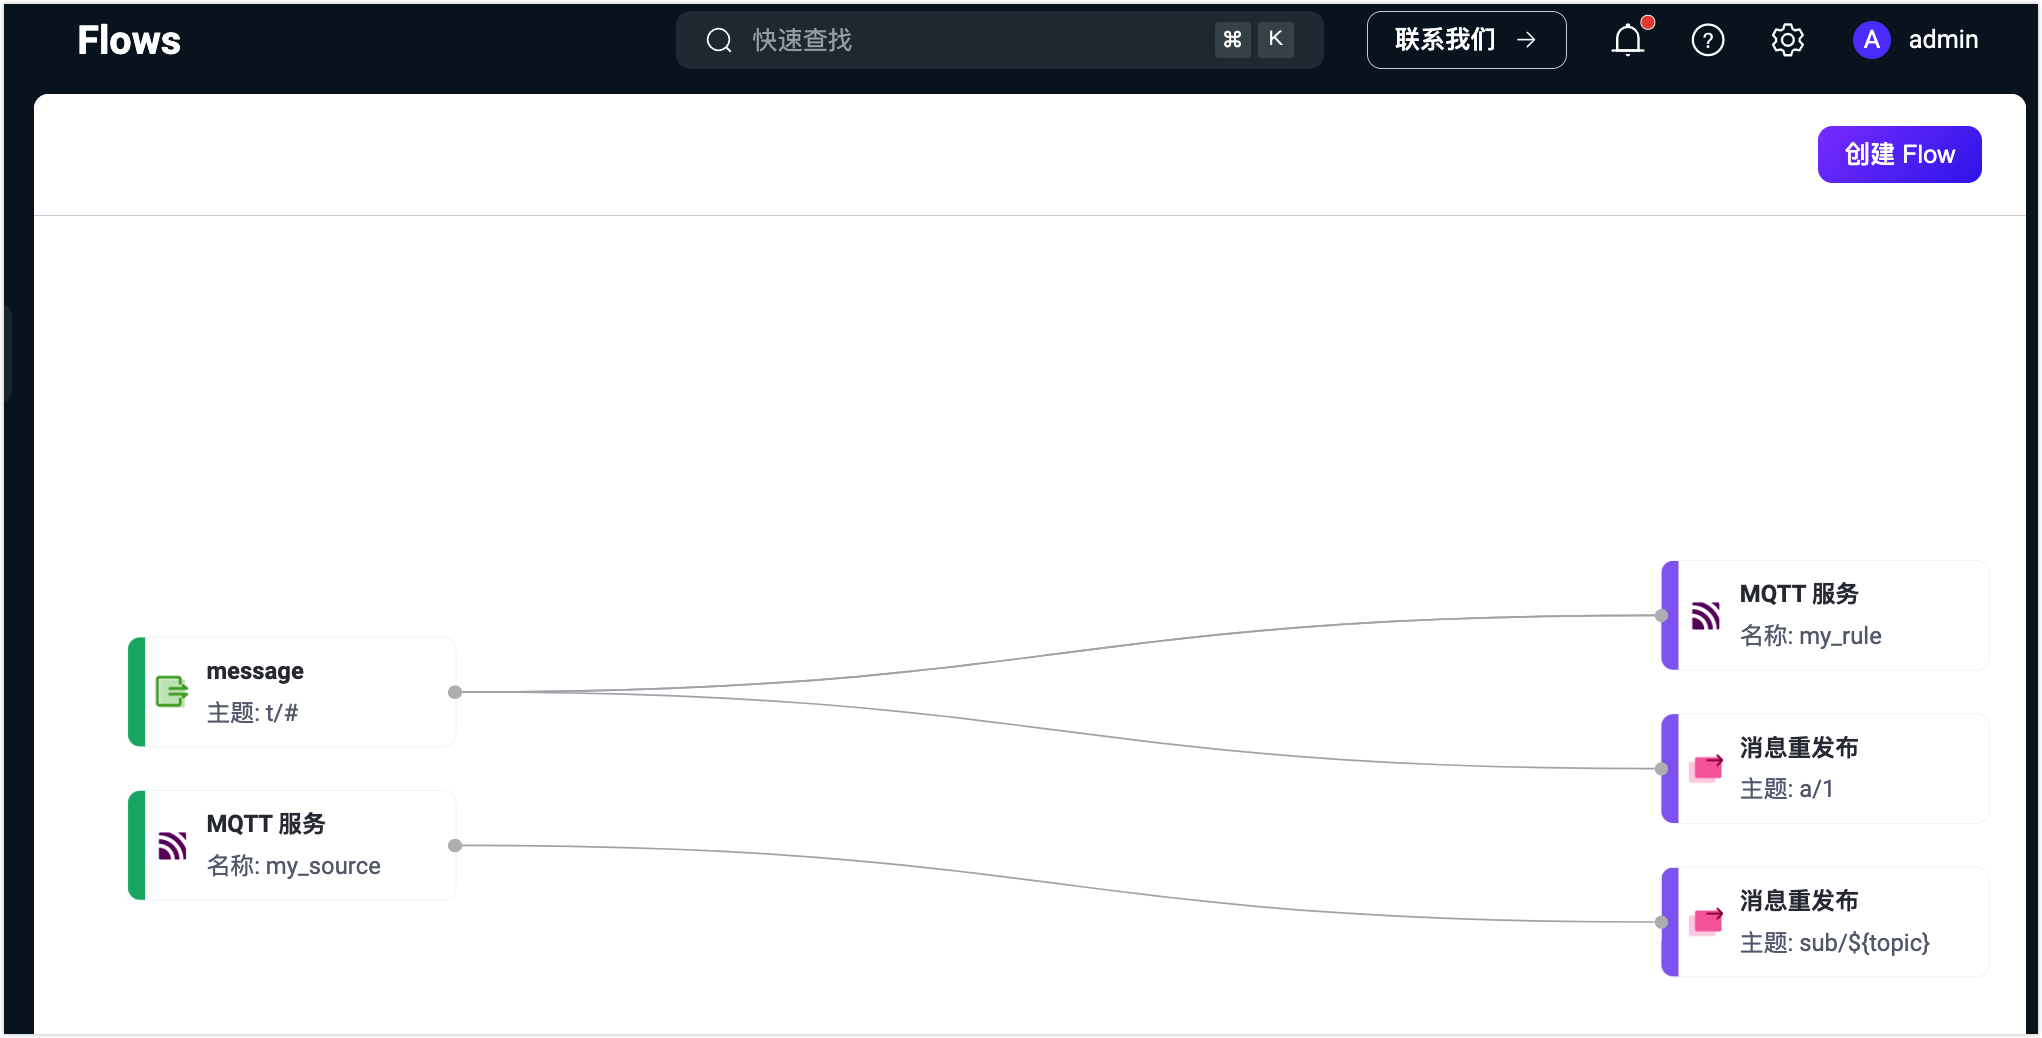 Flows
快速查找
⌘ K
联系我们 →
A admin
创建 Flow
message
主题: t/#
MQTT 服务
名称: my_source
MQTT 服务
名称: my_rule
消息重发布
主题: a/1
消息重发布
主题: sub/${topic}